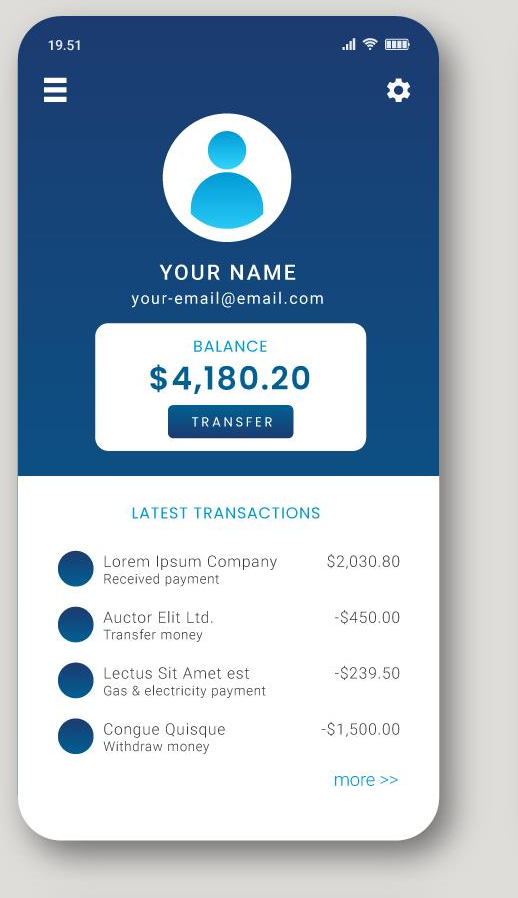 19.51
YOUR NAME
your-email@email.com
BALANCE
$4,180.20
TRANSFER
LATEST TRANSACTIONS
Lorem Ipsum Company $2,030.80
Received payment
Auctor Elit Ltd. -$450.00
Transfer money
Lectus Sit Amet est -$239.50
Gas & electricity payment
Congue Quisque -$1,500.00
Withdraw money
more >>